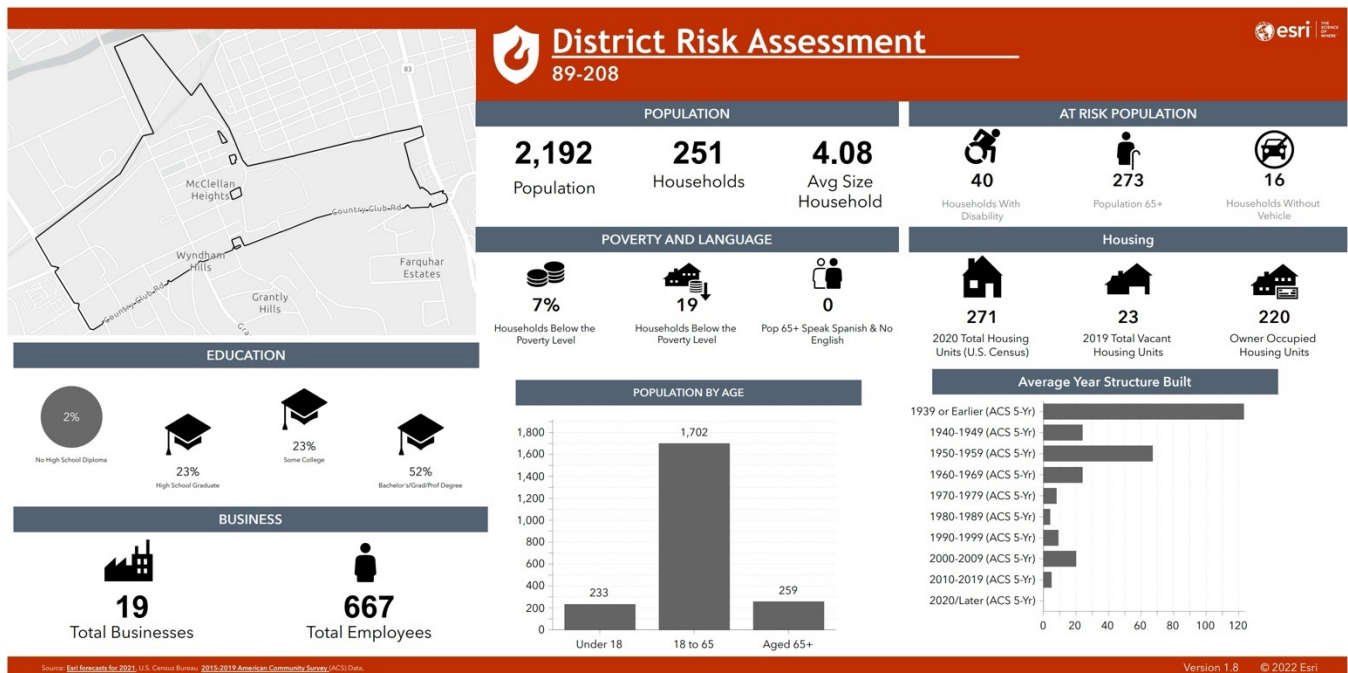 District Risk Assessment
89-208
esri
THE
SCIENCE
OF
WHERE
83
McClellan
Heights
Country Club Rd
Wyndham
Hills
Farquhar
Estates
Country Club Rd
Grantly
Hills
Gra
POPULATION
2,192
Population
251
Households
4.08
Avg Size
Household
AT RISK POPULATION
40
Households With
Disability
273
Population 65+
16
Households Without
Vehicle
POVERTY AND LANGUAGE
7%
Households Below the
Poverty Level
19
Households Below the
Poverty Level
0
Pop 65+ Speak Spanish & No
English
Housing
271
2020 Total Housing
Units (U.S. Census)
23
2019 Total Vacant
Housing Units
220
Owner Occupied
Housing Units
EDUCATION
2%
No High School Diploma
23%
High School Graduate
23%
Some College
52%
Bachelor's/Grad/Prof Degree
BUSINESS
19
Total Businesses
667
Total Employees
POPULATION BY AGE
1,800
1,600
1,400
1,200
1,000
800
600
400
200
0
233
1,702
259
Under 18
18 to 65
Aged 65+
Average Year Structure Built
1939 or Earlier (ACS 5-Yr)
1940-1949 (ACS 5-Yr)
1950-1959 (ACS 5-Yr)
1960-1969 (ACS 5-Yr)
1970-1979 (ACS 5-Yr)
1980-1989 (ACS 5-Yr)
1990-1999 (ACS 5-Yr)
2000-2009 (ACS 5-Yr)
2010-2019 (ACS 5-Yr)
2020/Later (ACS 5-Yr)
0 20 40 60 80 100 120
Source: Esri forecasts for 2021, U.S. Census Bureau 2015-2019 American Community Survey (ACS) Data.
Version 1.8 © 2022 Esri